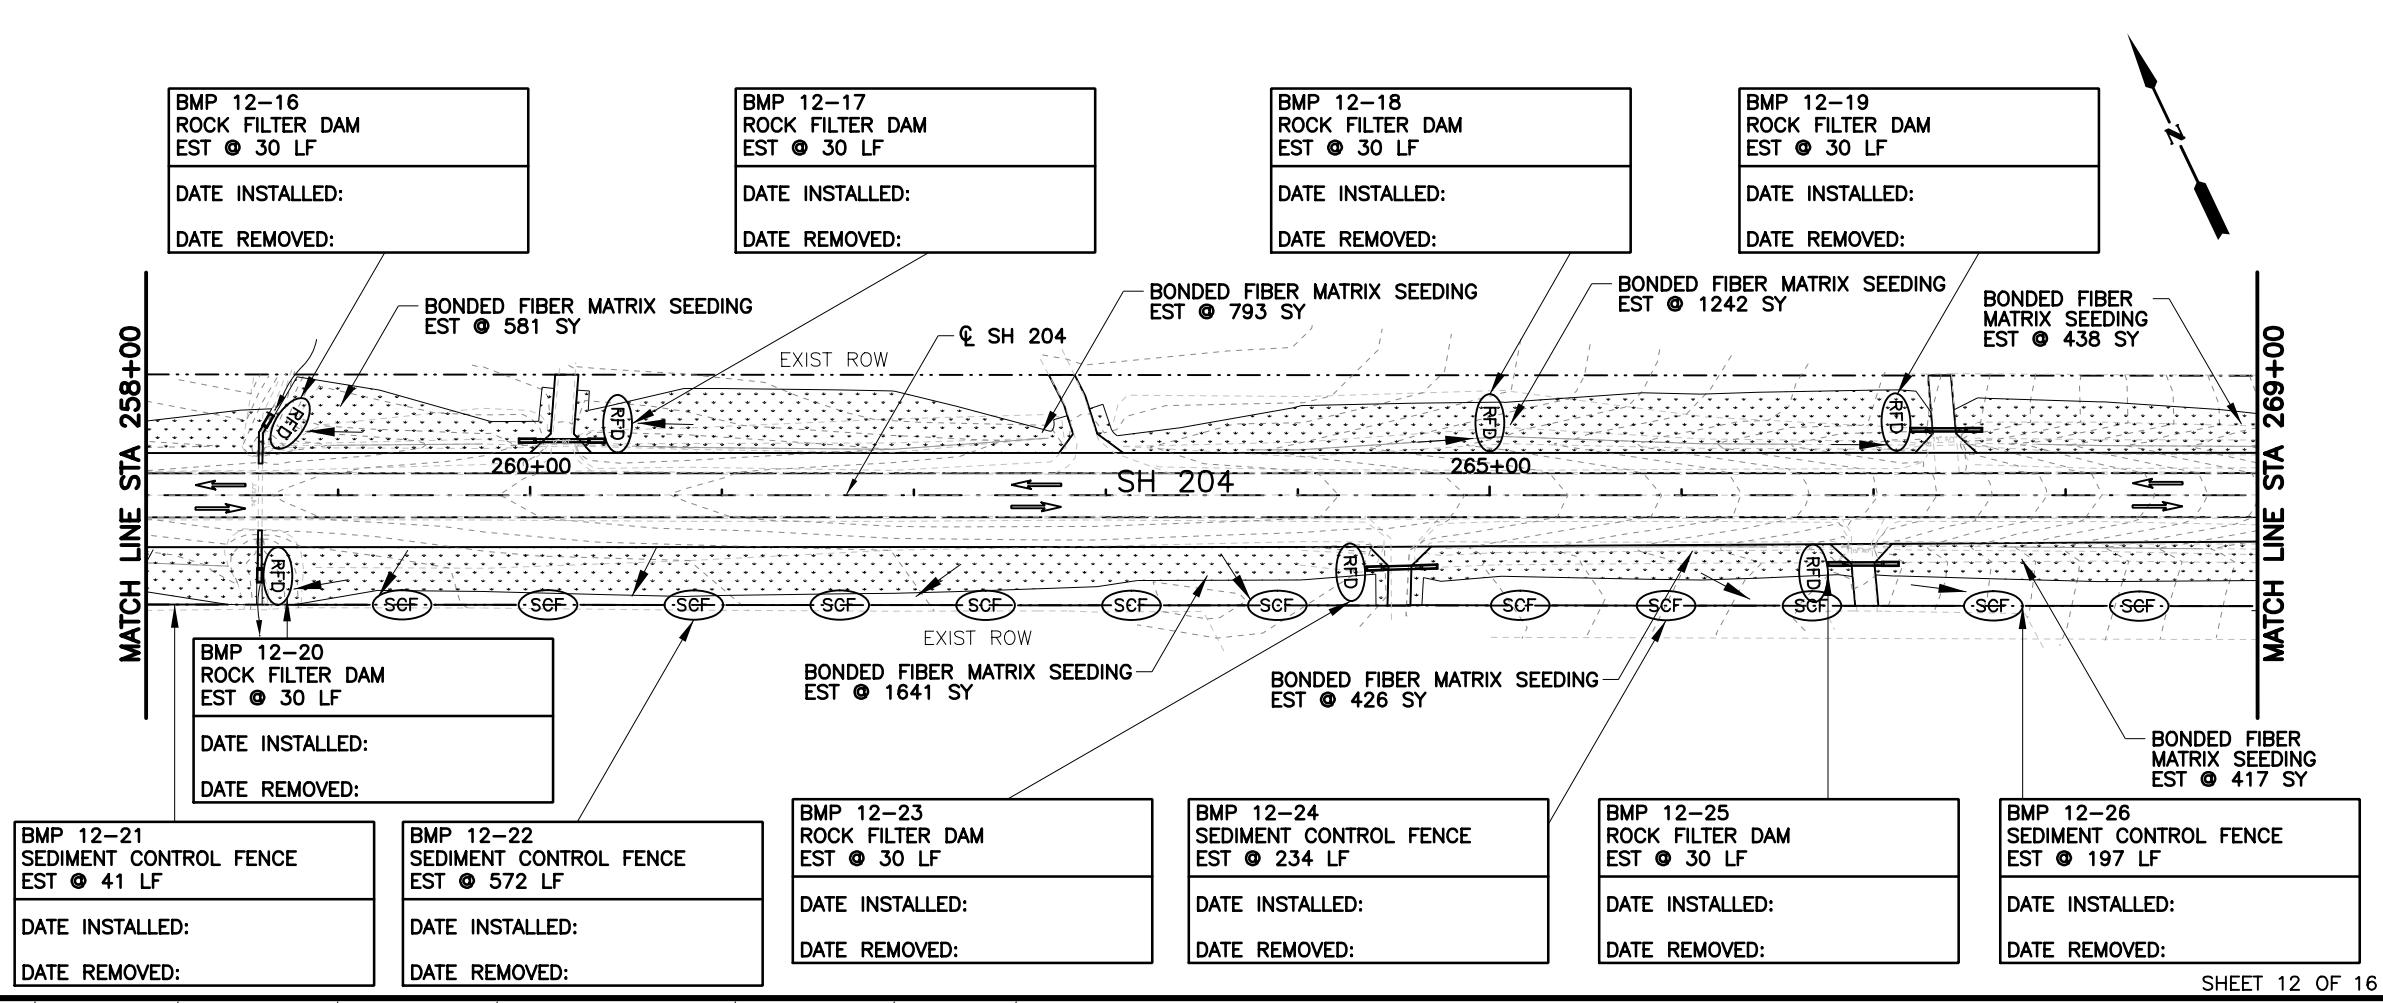 BMP 12-16
ROCK FILTER DAM
EST @ 30 LF
DATE INSTALLED:
DATE REMOVED:
BMP 12-17
ROCK FILTER DAM
EST @ 30 LF
DATE INSTALLED:
DATE REMOVED:
BMP 12-18
ROCK FILTER DAM
EST @ 30 LF
DATE INSTALLED:
DATE REMOVED:
BMP 12-19
ROCK FILTER DAM
EST @ 30 LF
DATE INSTALLED:
DATE REMOVED:
N
BONDED FIBER MATRIX SEEDING
EST @ 581 SY
BONDED FIBER MATRIX SEEDING
EST @ 793 SY
BONDED FIBER MATRIX SEEDING
EST @ 1242 SY
BONDED FIBER
MATRIX SEEDING
EST @ 438 SY
℄ SH 204
EXIST ROW
MATCH LINE STA 258+00
MATCH LINE STA 269+00
RFD
RFD
RFD
RFD
260+00
265+00
SH 204
RFD
RFD
RFD
SCF
SCF
SCF
SCF
SCF
SCF
SCF
SCF
SCF
SCF
SCF
SCF
EXIST ROW
BONDED FIBER MATRIX SEEDING
EST @ 1641 SY
BONDED FIBER MATRIX SEEDING
EST @ 426 SY
BONDED FIBER
MATRIX SEEDING
EST @ 417 SY
BMP 12-20
ROCK FILTER DAM
EST @ 30 LF
DATE INSTALLED:
DATE REMOVED:
BMP 12-21
SEDIMENT CONTROL FENCE
EST @ 41 LF
DATE INSTALLED:
DATE REMOVED:
BMP 12-22
SEDIMENT CONTROL FENCE
EST @ 572 LF
DATE INSTALLED:
DATE REMOVED:
BMP 12-23
ROCK FILTER DAM
EST @ 30 LF
DATE INSTALLED:
DATE REMOVED:
BMP 12-24
SEDIMENT CONTROL FENCE
EST @ 234 LF
DATE INSTALLED:
DATE REMOVED:
BMP 12-25
ROCK FILTER DAM
EST @ 30 LF
DATE INSTALLED:
DATE REMOVED:
BMP 12-26
SEDIMENT CONTROL FENCE
EST @ 197 LF
DATE INSTALLED:
DATE REMOVED:
SHEET 12 OF 16